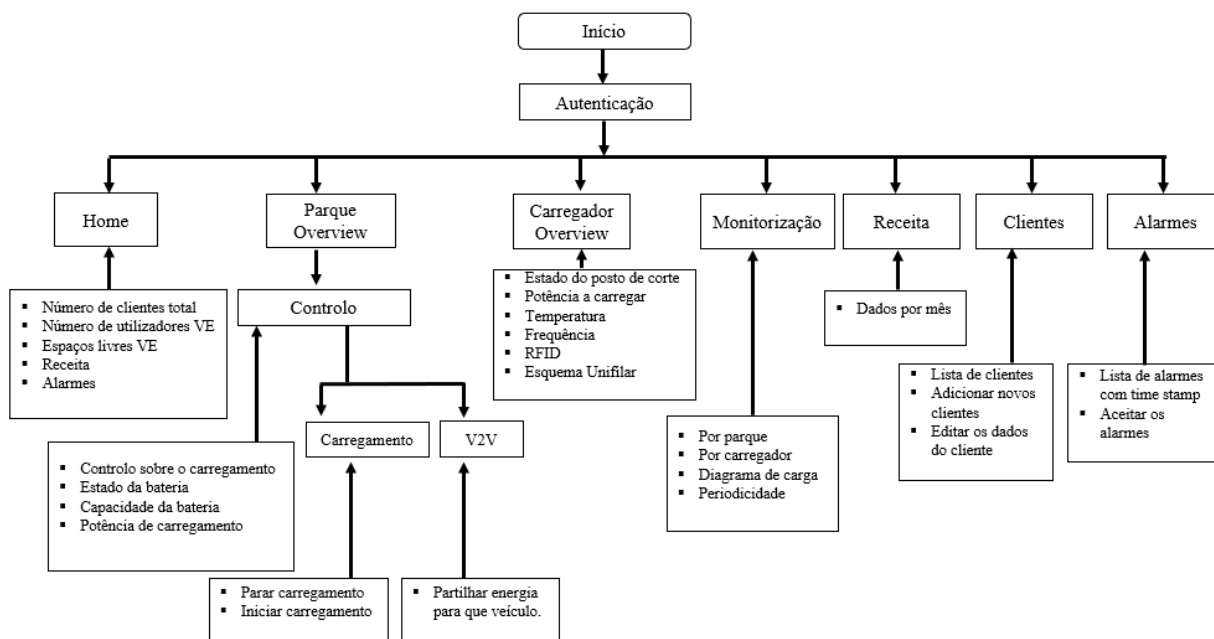 Início
Autenticação
Home
Parque
Overview
Carregador
Overview
Monitorização
Receita
Clientes
Alarmes
▪ Número de clientes total
▪ Número de utilizadores VE
▪ Espaços livres VE
▪ Receita
▪ Alarmes
Controlo
▪ Estado do posto de corte
▪ Potência a carregar
▪ Temperatura
▪ Frequência
▪ RFID
▪ Esquema Unifilar
▪ Dados por mês
▪ Lista de clientes
▪ Adicionar novos
clientes
▪ Editar os dados
do cliente
▪ Lista de alarmes
com time stamp
▪ Aceitar os
alarmes
Carregamento
V2V
▪ Por parque
▪ Por carregador
▪ Diagrama de carga
▪ Periodicidade
▪ Controlo sobre o carregamento
▪ Estado da bateria
▪ Capacidade da bateria
▪ Potência de carregamento
▪ Parar carregamento
▪ Iniciar carregamento
▪ Partilhar energia
para que veículo.